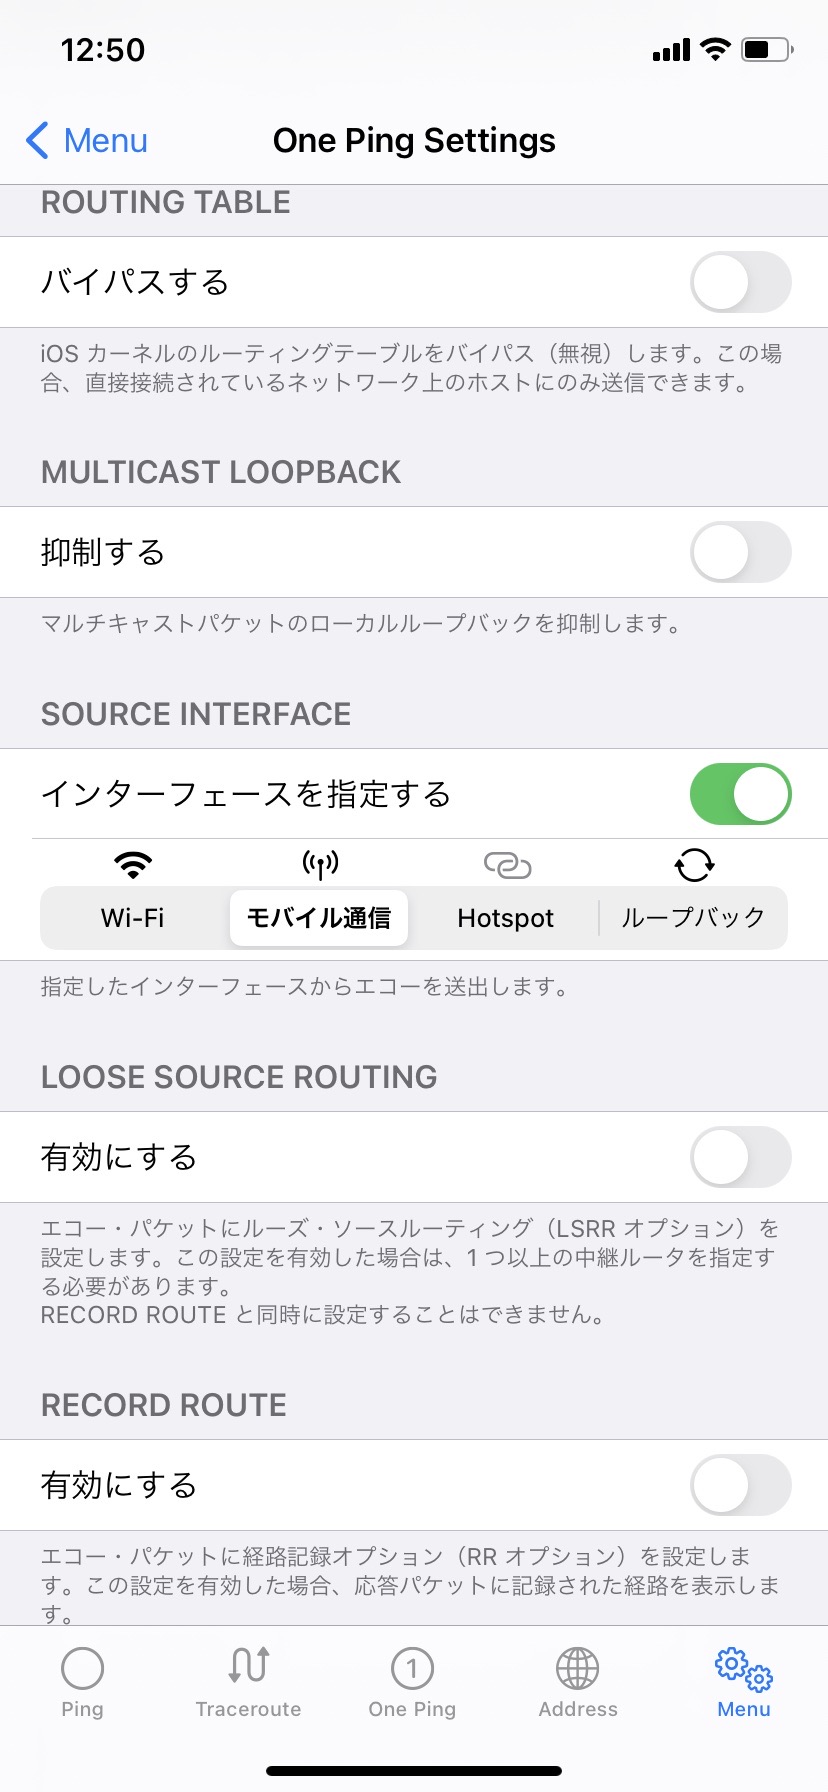 12:50
Menu
One Ping Settings
ROUTING TABLE
バイパスする
iOS カーネルのルーティングテーブルをバイパス（無視）します。この場
合、直接接続されているネットワーク上のホストにのみ送信できます。
MULTICAST LOOPBACK
抑制する
マルチキャストパケットのローカルループバックを抑制します。
SOURCE INTERFACE
インターフェースを指定する
Wi-Fi
モバイル通信
Hotspot
ループバック
指定したインターフェースからエコーを送出します。
LOOSE SOURCE ROUTING
有効にする
エコー・パケットにルーズ・ソースルーティング（LSRR オプション）を
設定します。この設定を有効した場合は、1 つ以上の中継ルータを指定す
る必要があります。
RECORD ROUTE と同時に設定することはできません。
RECORD ROUTE
有効にする
エコー・パケットに経路記録オプション（RR オプション）を設定しま
す。この設定を有効した場合、応答パケットに記録された経路を表示しま
す。
1
Ping
Traceroute
One Ping
Address
Menu